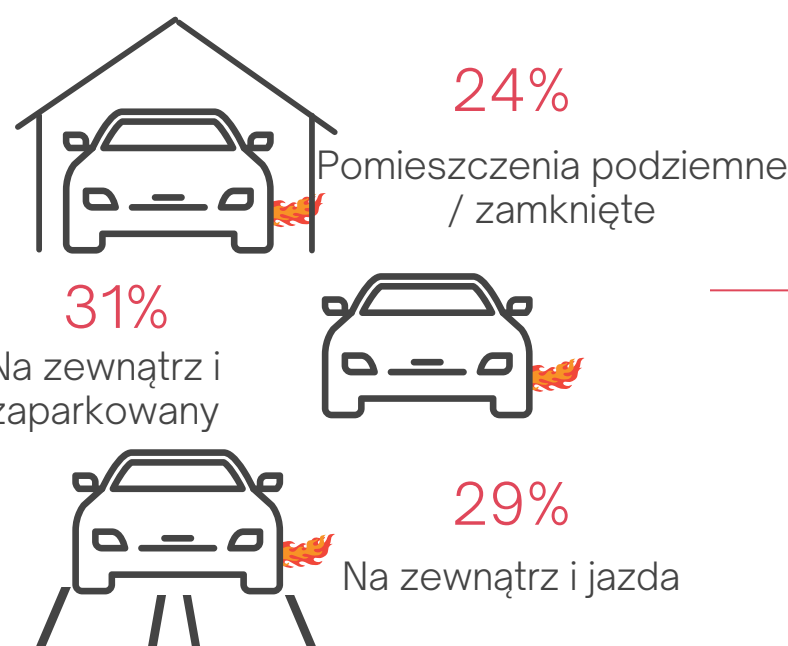 24%
Pomieszczenia podziemne
/ zamknięte
31%
Na zewnątrz i
zaparkowany
29%
Na zewnątrz i jazda